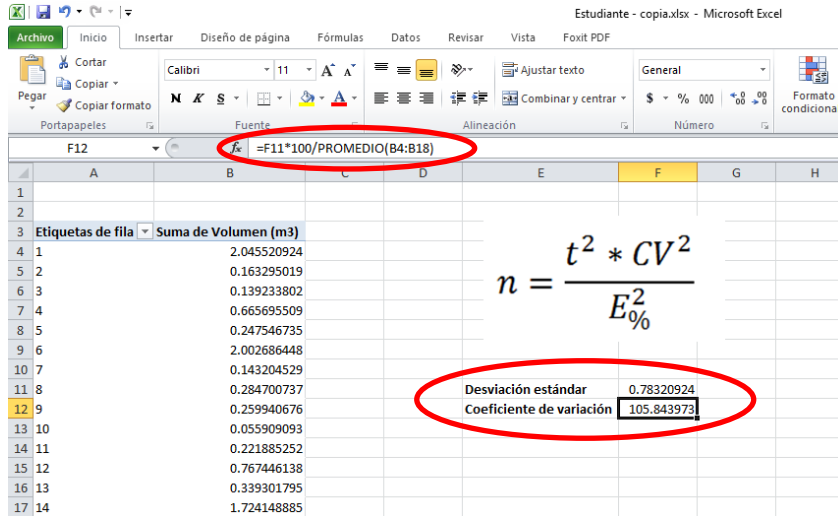 Estudiante - copia.xlsx - Microsoft Excel
Archivo Inicio Insertar Diseño de página Fórmulas Datos Revisar Vista Foxit PDF
Pegar
Cortar
Copiar
Copiar formato
Portapapeles
Calibri 11 A A
N K S A
Fuente
Ajustar texto
Combinar y centrar
Alineación
General
$ % 000
Número
Formato
condiciona
F12 fx =F11*100/PROMEDIO(B4:B18)
A B C D E F G H
1
2
3 Etiquetas de fila Suma de Volumen (m3)
4 1 2.045520924
5 2 0.163295019
6 3 0.139233802
7 4 0.665695509
8 5 0.247546735
9 6 2.002686448
10 7 0.143204529
11 8 0.284700737 Desviación estándar 0.78320924
12 9 0.259940676 Coeficiente de variación 105.843973
13 10 0.055909093
14 11 0.221885252
15 12 0.767446138
16 13 0.339301795
17 14 1.724148885
n = t² * CV² / E²%